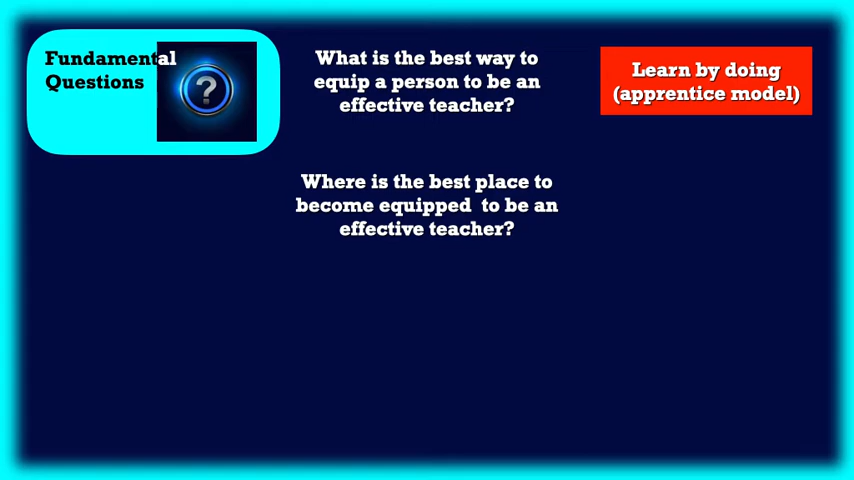 Fundamental
Questions
?
What is the best way to
equip a person to be an
effective teacher?
Learn by doing
(apprentice model)
Where is the best place to
become equipped  to be an
effective teacher?